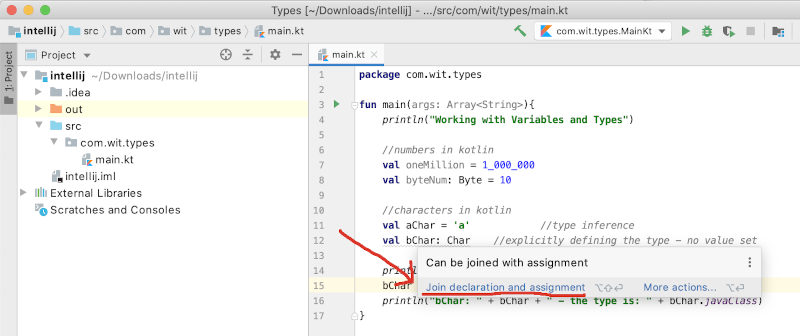 Types [~/Downloads/intellij] - .../src/com/wit/types/main.kt
intellij src com wit types main.kt com.wit.types.MainKt
1: Project
Project
main.kt
intellij ~/Downloads/intellij
.idea
out
src
com.wit.types
main.kt
intellij.iml
External Libraries
Scratches and Consoles
1 package com.wit.types
2
3 fun main(args: Array<String>){
4 println("Working with Variables and Types")
5
6 //numbers in kotlin
7 val oneMillion = 1_000_000
8 val byteNum: Byte = 10
9
10 //characters in kotlin
11 val aChar = 'a' //type inference
12 val bChar: Char //explicitly defining the type - no value set
13
14 println
15 bChar
16 println("bChar: " + bChar + " - the type is: " + bChar.javaClass)
17 }
Can be joined with assignment
Join declaration and assignment ⌥⇧⏎ More actions... ⌥⏎